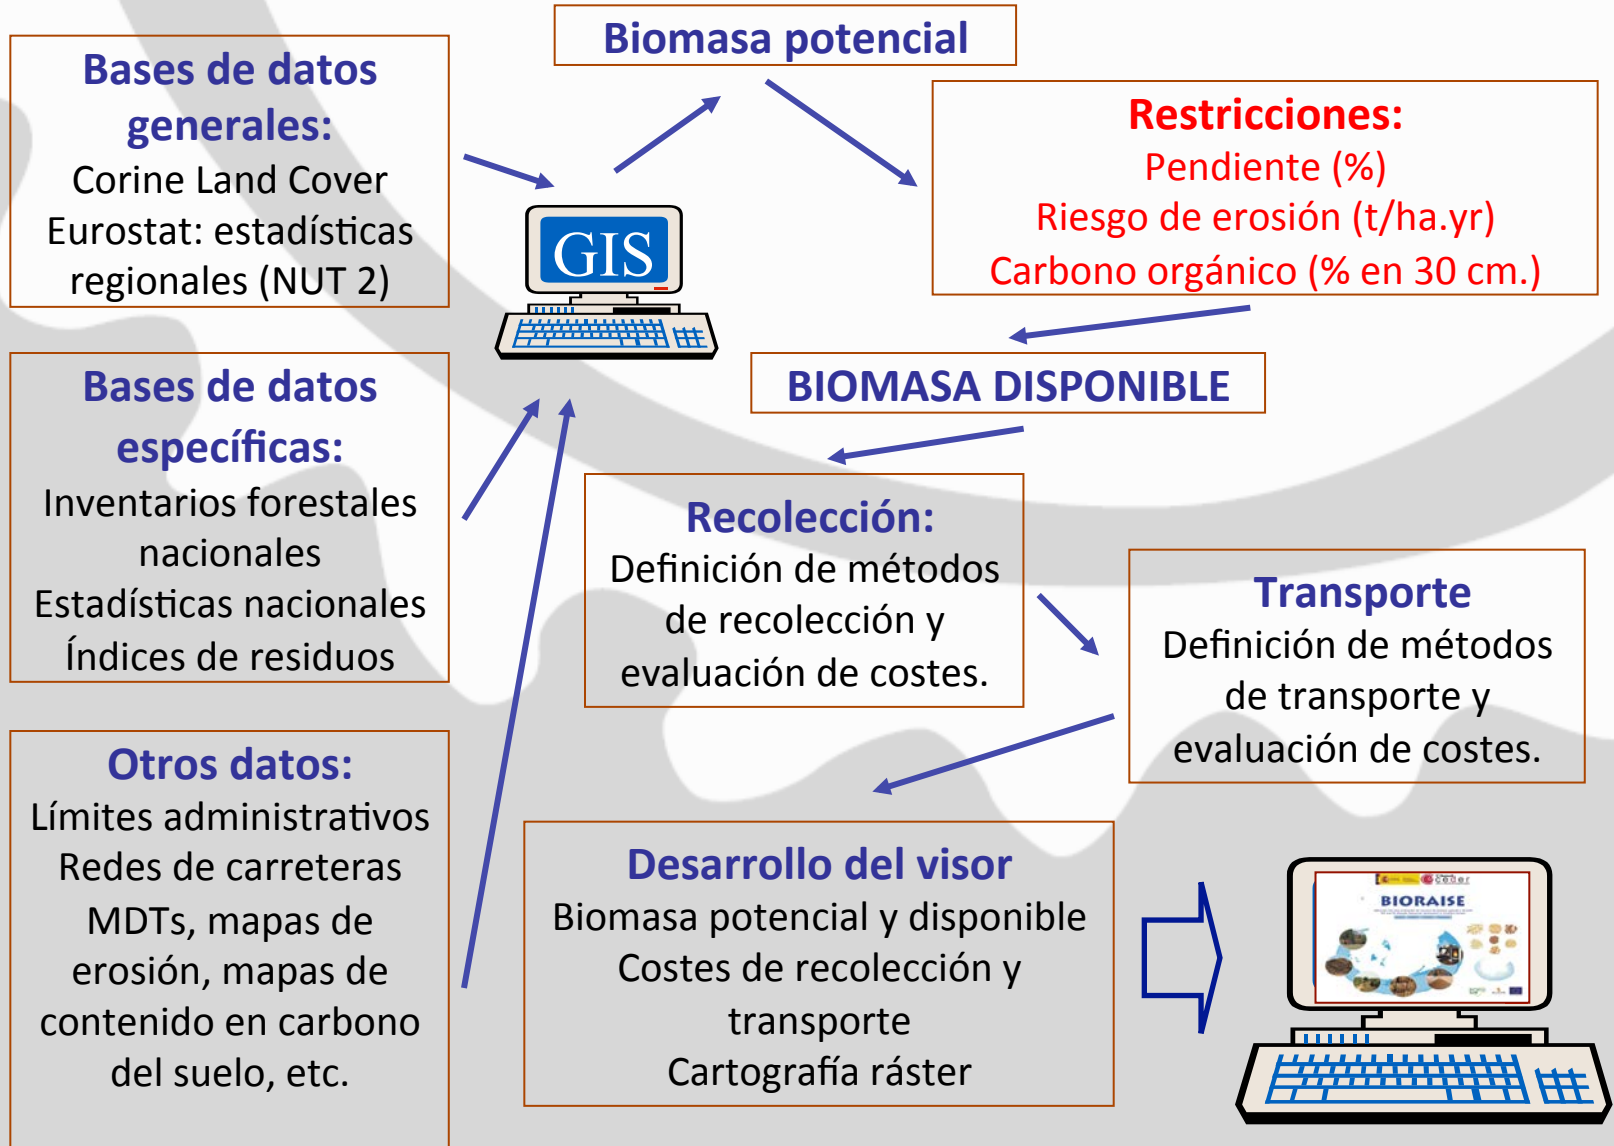 Bases de datos
generales:
Corine Land Cover
Eurostat: estadísticas
regionales (NUT 2)
Bases de datos
específicas:
Inventarios forestales
nacionales
Estadísticas nacionales
Índices de residuos
Otros datos:
Límites administrativos
Redes de carreteras
MDTs, mapas de
erosión, mapas de
contenido en carbono
del suelo, etc.
GIS
Biomasa potencial
Restricciones:
Pendiente (%)
Riesgo de erosión (t/ha.yr)
Carbono orgánico (% en 30 cm.)
BIOMASA DISPONIBLE
Recolección:
Definición de métodos
de recolección y
evaluación de costes.
Transporte
Definición de métodos
de transporte y
evaluación de costes.
Desarrollo del visor
Biomasa potencial y disponible
Costes de recolección y
transporte
Cartografía ráster
ceder
BIORAISE